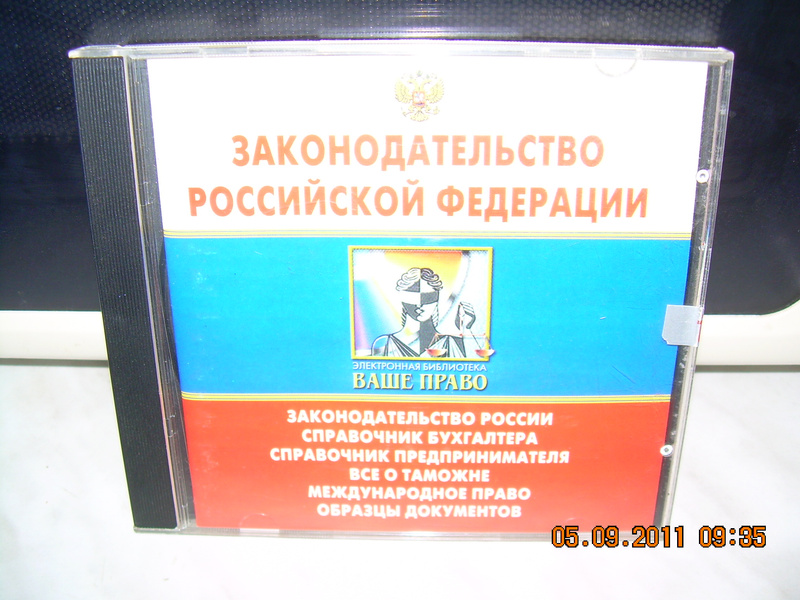 ЗАКОНОДАТЕЛЬСТВО
РОССИЙСКОЙ ФЕДЕРАЦИИ
ЭЛЕКТРОННАЯ БИБЛИОТЕКА
ВАШЕ ПРАВО
ЗАКОНОДАТЕЛЬСТВО РОССИИ
СПРАВОЧНИК БУХГАЛТЕРА
СПРАВОЧНИК ПРЕДПРИНИМАТЕЛЯ
ВСЕ О ТАМОЖНЕ
МЕЖДУНАРОДНОЕ ПРАВО
ОБРАЗЦЫ ДОКУМЕНТОВ
05.09.2011 09:35